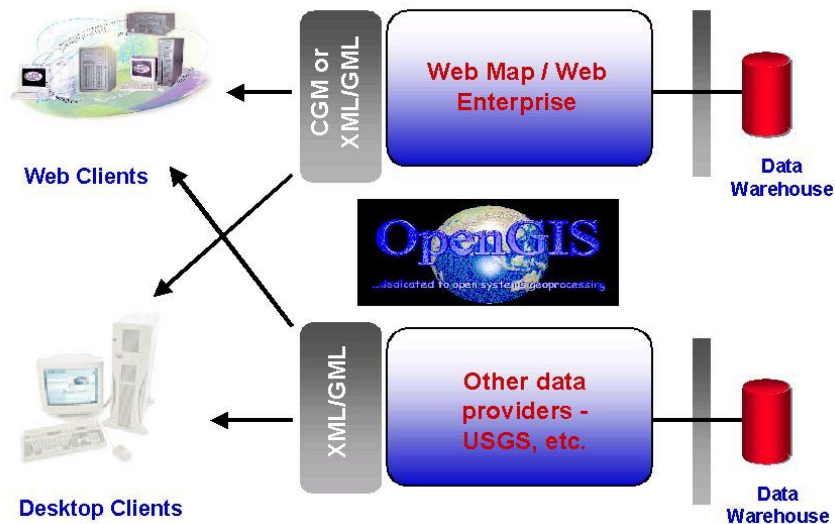 CGM or
XML/GML
Web Map / Web
Enterprise
Web Clients
Data
Warehouse
OpenGIS
...dedicated to open systems geoprocessing
XML/GML
Other data
providers -
USGS, etc.
Desktop Clients
Data
Warehouse